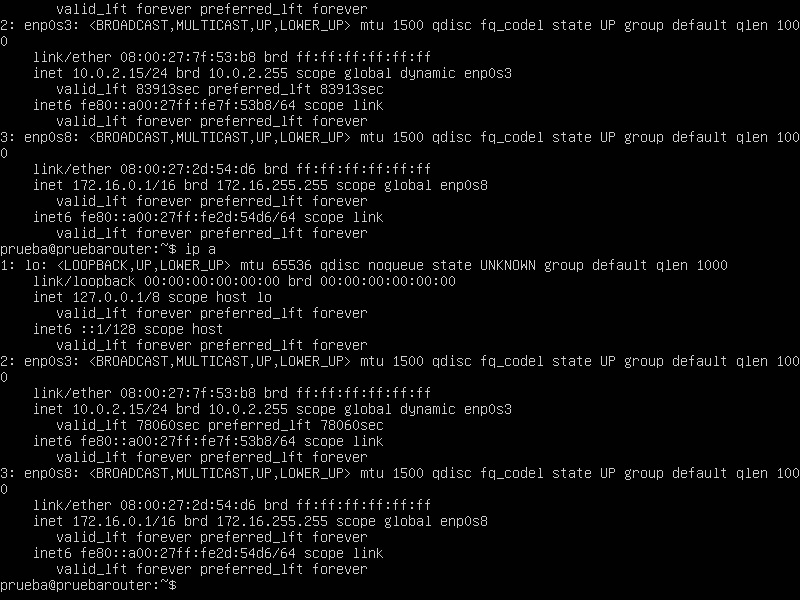 valid_lft forever preferred_lft forever
2: enp0s3: <BROADCAST,MULTICAST,UP,LOWER_UP> mtu 1500 qdisc fq_codel state UP group default qlen 100
0
link/ether 08:00:27:7f:53:b8 brd ff:ff:ff:ff:ff:ff
inet 10.0.2.15/24 brd 10.0.2.255 scope global dynamic enp0s3
valid_lft 83913sec preferred_lft 83913sec
inet6 fe80::a00:27ff:fe7f:53b8/64 scope link
valid_lft forever preferred_lft forever
3: enp0s8: <BROADCAST,MULTICAST,UP,LOWER_UP> mtu 1500 qdisc fq_codel state UP group default qlen 100
0
link/ether 08:00:27:2d:54:d6 brd ff:ff:ff:ff:ff:ff
inet 172.16.0.1/16 brd 172.16.255.255 scope global enp0s8
valid_lft forever preferred_lft forever
inet6 fe80::a00:27ff:fe2d:54d6/64 scope link
valid_lft forever preferred_lft forever
prueba@pruebarouter:~$ ip a
1: lo: <LOOPBACK,UP,LOWER_UP> mtu 65536 qdisc noqueue state UNKNOWN group default qlen 1000
link/loopback 00:00:00:00:00:00 brd 00:00:00:00:00:00
inet 127.0.0.1/8 scope host lo
valid_lft forever preferred_lft forever
inet6 ::1/128 scope host
valid_lft forever preferred_lft forever
2: enp0s3: <BROADCAST,MULTICAST,UP,LOWER_UP> mtu 1500 qdisc fq_codel state UP group default qlen 100
0
link/ether 08:00:27:7f:53:b8 brd ff:ff:ff:ff:ff:ff
inet 10.0.2.15/24 brd 10.0.2.255 scope global dynamic enp0s3
valid_lft 78060sec preferred_lft 78060sec
inet6 fe80::a00:27ff:fe7f:53b8/64 scope link
valid_lft forever preferred_lft forever
3: enp0s8: <BROADCAST,MULTICAST,UP,LOWER_UP> mtu 1500 qdisc fq_codel state UP group default qlen 100
0
link/ether 08:00:27:2d:54:d6 brd ff:ff:ff:ff:ff:ff
inet 172.16.0.1/16 brd 172.16.255.255 scope global enp0s8
valid_lft forever preferred_lft forever
inet6 fe80::a00:27ff:fe2d:54d6/64 scope link
valid_lft forever preferred_lft forever
prueba@pruebarouter:~$